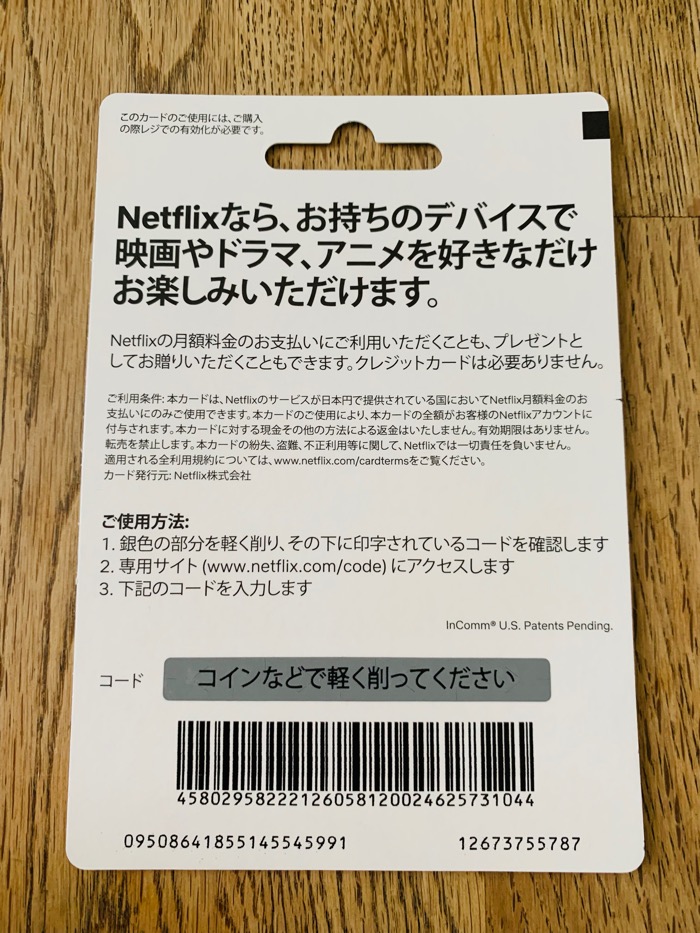 このカードのご使用には、ご購入
の際レジでの有効化が必要です。
Netflixなら、お持ちのデバイスで
映画やドラマ、アニメを好きなだけ
お楽しみいただけます。
Netflixの月額料金のお支払いにご利用いただくことも、プレゼントと
してお贈りいただくこともできます。クレジットカードは必要ありません。
ご利用条件: 本カードは、Netflixのサービスが日本円で提供されている国においてNetflix月額料金のお
支払いにのみご使用できます。本カードのご使用により、本カードの全額がお客様のNetflixアカウントに
付与されます。本カードに対する現金その他の方法による返金はいたしません。有効期限はありません。
転売を禁止します。本カードの紛失、盗難、不正利用等に関して、Netflixでは一切責任を負いません。
適用される全利用規約については、www.netflix.com/cardtermsをご覧ください。
カード発行元: Netflix株式会社
ご使用方法:
1. 銀色の部分を軽く削り、その下に印字されているコードを確認します
2. 専用サイト (www.netflix.com/code) にアクセスします
3. 下記のコードを入力します
InComm® U.S. Patents Pending.
コード コインなどで軽く削ってください
4580295822212605812002462573​1044
09508641855145545991 12673755787